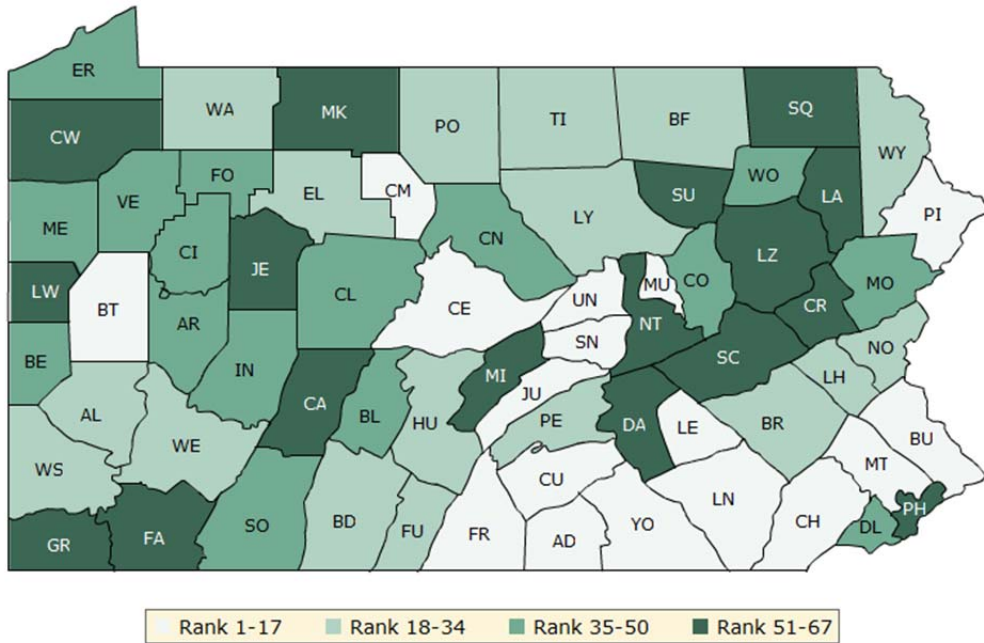 ER
WA
MK
PO
TI
BF
SQ
CW
WY
FO
WO
CM
EL
SU
LA
VE
PI
LY
ME
CN
CI
LZ
JE
CO
MO
LW
CL
MU
UN
CR
CE
BT
AR
NT
SN
NO
SC
BE
IN
MI
LH
JU
CA
AL
BL
HU
PE
BR
DA
LE
WE
BU
MT
WS
CU
LN
PH
SO
BD
FU
FR
YO
CH
DL
GR
FA
AD
Rank 1-17 Rank 18-34 Rank 35-50 Rank 51-67